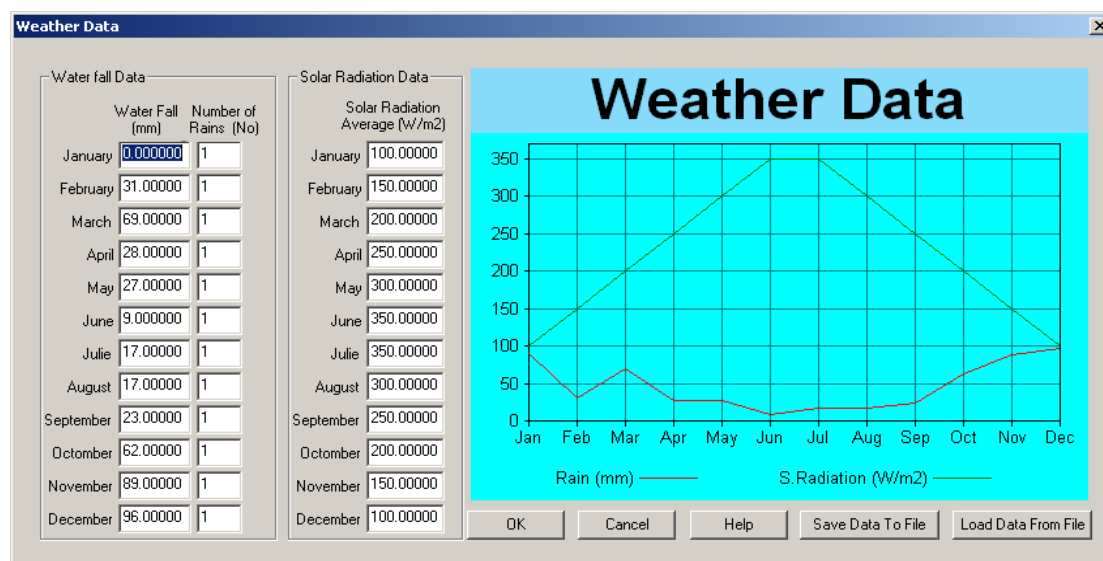 Weather Data
Water fall Data
Water Fall Number of
(mm) Rains (No)
January 0.000000 1
February 31.00000 1
March 69.00000 1
April 28.00000 1
May 27.00000 1
June 9.000000 1
Julie 17.00000 1
August 17.00000 1
September 23.00000 1
Octomber 62.00000 1
November 89.00000 1
December 96.00000 1
Solar Radiation Data
Solar Radiation
Average (W/m2)
January 100.00000
February 150.00000
March 200.00000
April 250.00000
May 300.00000
June 350.00000
Julie 350.00000
August 300.00000
September 250.00000
Octomber 200.00000
November 150.00000
December 100.00000
Weather Data
350
300
250
200
150
100
50
0
Jan Feb Mar Apr May Jun Jul Aug Sep Oct Nov Dec
Rain (mm) S.Radiation (W/m2)
OK Cancel Help Save Data To File Load Data From File